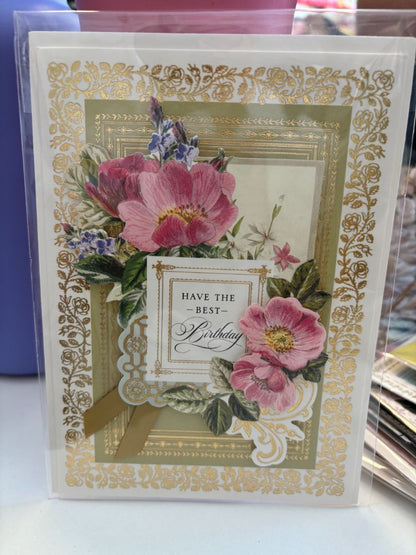 HAVE THE
– BEST –
Birthday